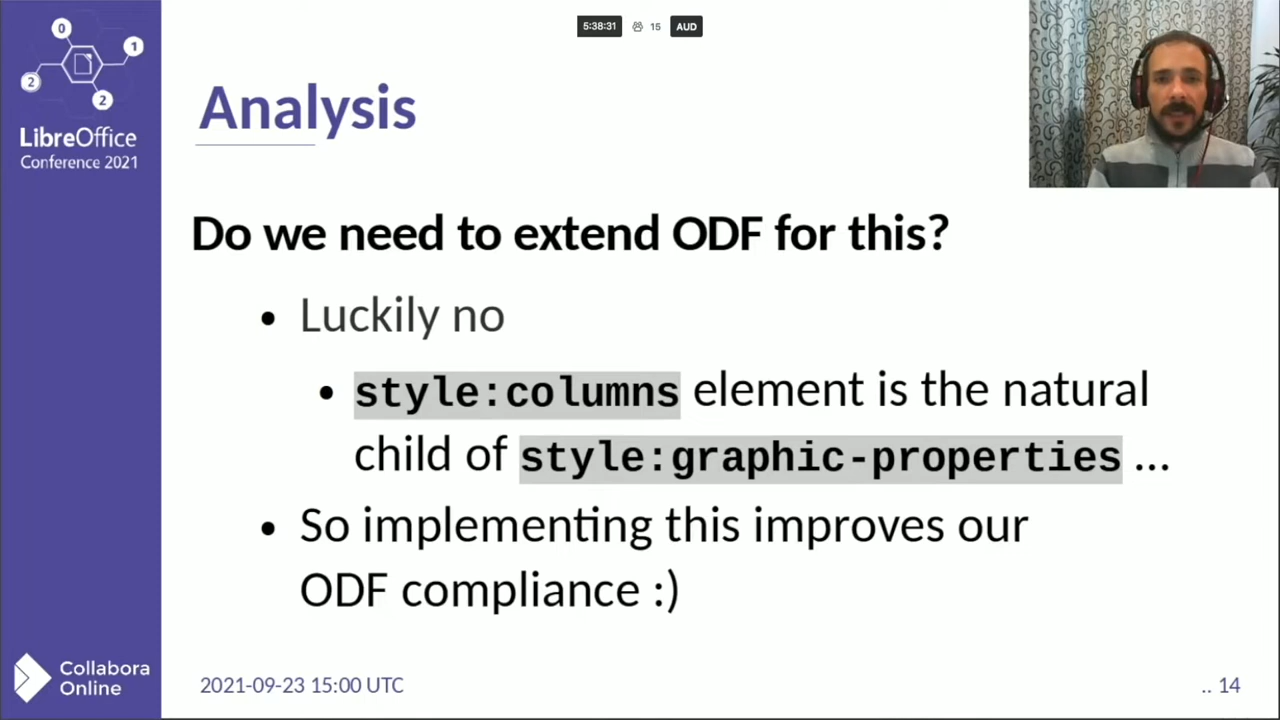 5:38:31 15 AUD
0
1
2
2
LibreOffice
Conference 2021
Analysis
Do we need to extend ODF for this?
• Luckily no
• style:columns element is the natural
child of style:graphic-properties ...
• So implementing this improves our
ODF compliance :)
Collabora
Online
2021-09-23 15:00 UTC
.. 14